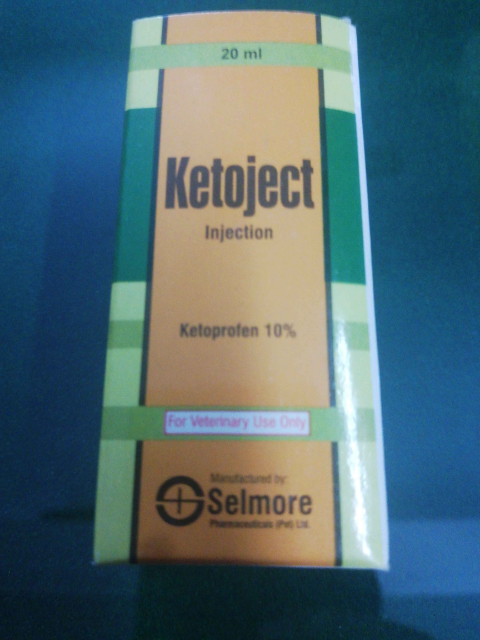 20 ml
Ketoject
Injection
Ketoprofen 10%
For Veterinary Use Only
Manufactured by:
Selmore
Pharmaceuticals (Pvt) Ltd.